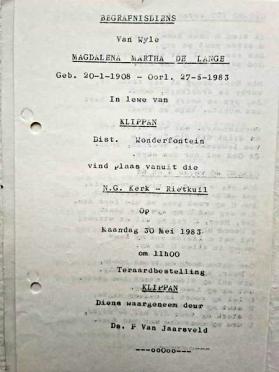 BEGRAFNISDIENS
Van Wyle
MAGDALENA MARTHA DE LANGE
Geb. 20-1-1908 - Oorl. 27-5-1983
In lewe van
KLIPPAN
Dist. Wonderfontein
vind plaas vanuit die
N.G. Kerk - Rietkuil
Op
Maandag 30 Mei 1983
om 11h00
Teraardbestelling
KLIPPAN
Diens waargeneem deur
Ds. P Van Jaarsveld
---ooOoo---